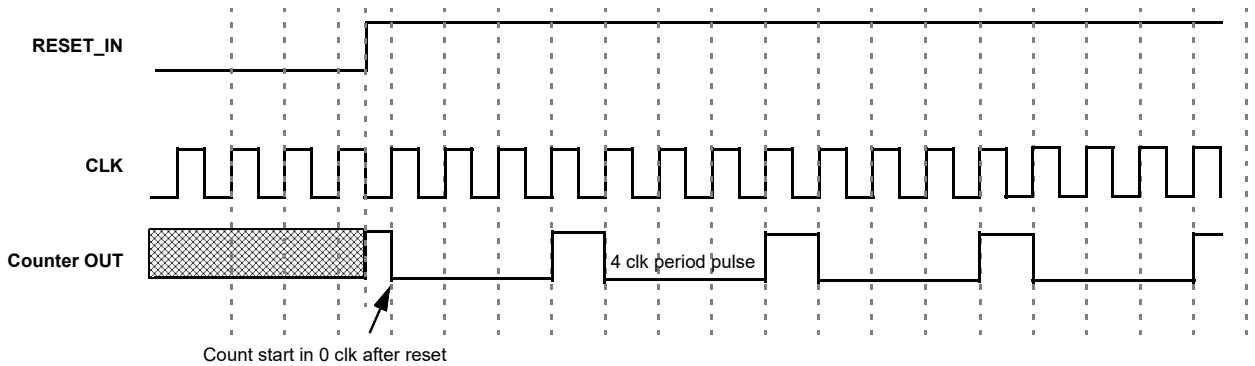 RESET_IN
CLK
Counter OUT
4 clk period pulse
Count start in 0 clk after reset